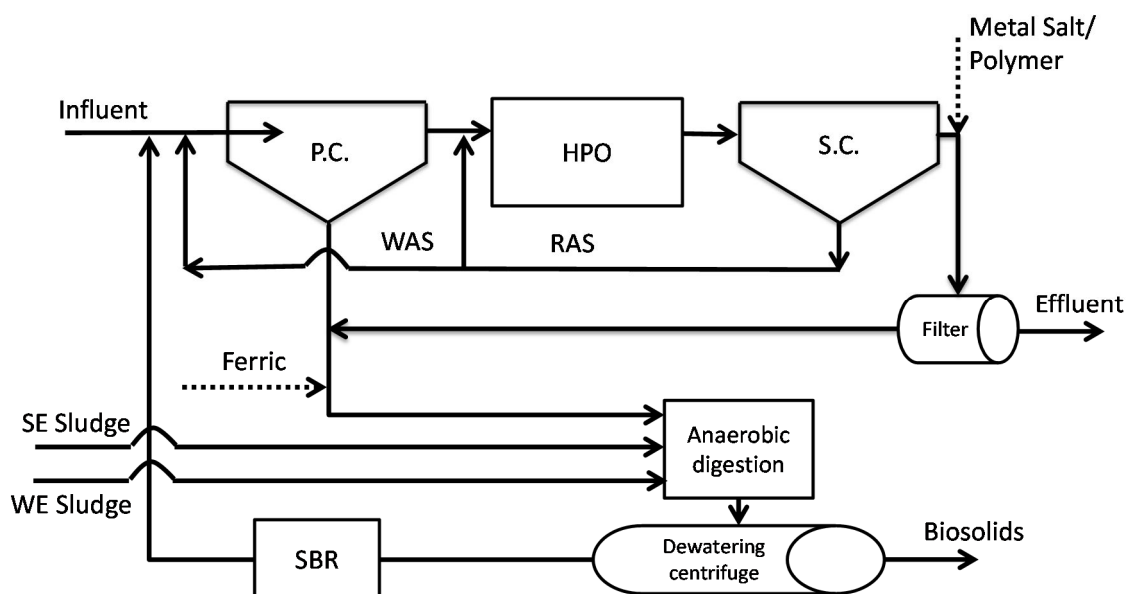 Metal Salt/
Polymer
Influent
P.C.
HPO
S.C.
WAS
RAS
Filter
Effluent
Ferric
SE Sludge
WE Sludge
Anaerobic
digestion
SBR
Dewatering
centrifuge
Biosolids